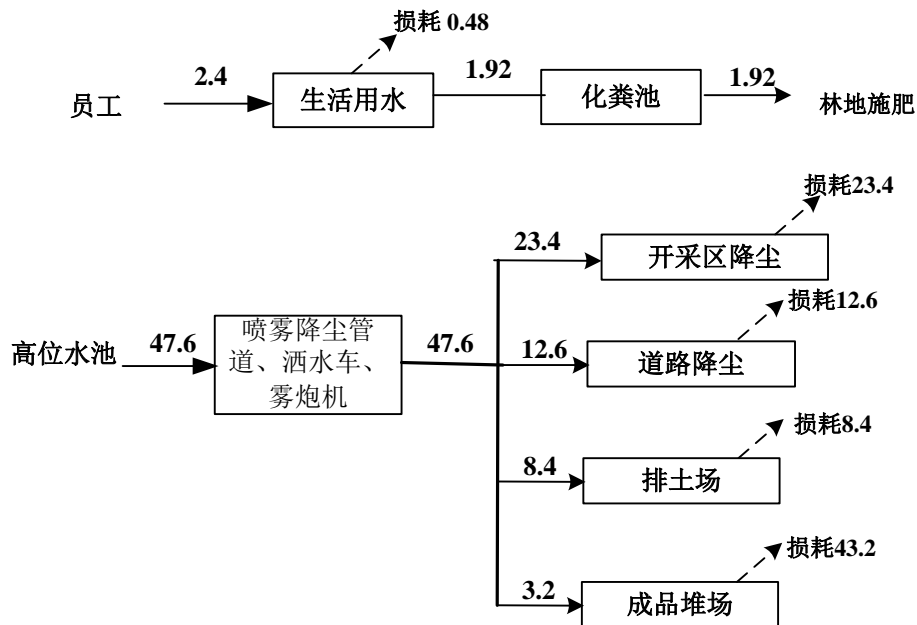 损耗 0.48
2.4
1.92
1.92
员工
生活用水
化粪池
林地施肥
损耗23.4
23.4
开采区降尘
损耗12.6
高位水池
47.6
喷雾降尘管
道、洒水车、
雾炮机
47.6
12.6
道路降尘
损耗8.4
8.4
排土场
损耗43.2
3.2
成品堆场